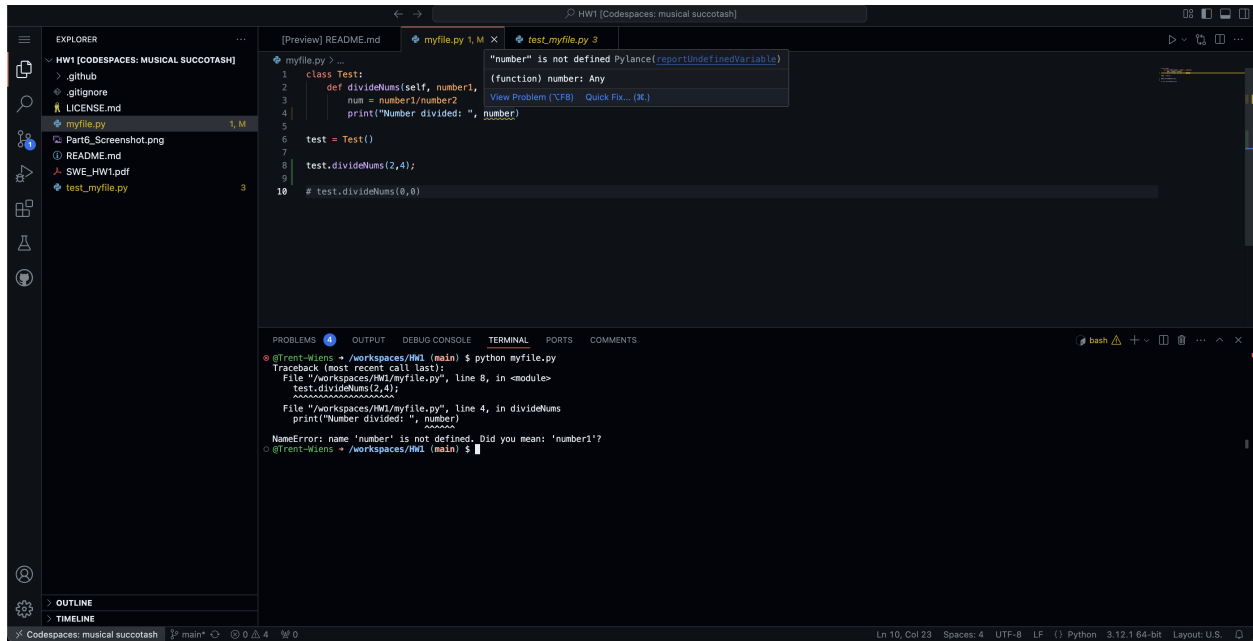 HW1 [Codespaces: musical succotash]
EXPLORER
[Preview] README.md
myfile.py 1, M
test_myfile.py 3
HW1 [CODESPACES: MUSICAL SUCCOTASH]
.github
.gitignore
LICENSE.md
myfile.py 1, M
Part6_Screenshot.png
README.md
SWE_HW1.pdf
test_myfile.py 3
1
myfile.py > ...
1 class Test:
2 def divideNums(self, number1,
3 num = number1/number2
4 print("Number divided: ", number)
5
6 test = Test()
7
8 test.divideNums(2,4);
9
10 # test.divideNums(0,0)
"number" is not defined Pylance(reportUndefinedVariable)
(function) number: Any
View Problem (⌥F8) Quick Fix... (⌘.)
PROBLEMS 4 OUTPUT DEBUG CONSOLE TERMINAL PORTS COMMENTS
bash
@Trent-Wiens → /workspaces/HW1 (main) $ python myfile.py
Traceback (most recent call last):
File "/workspaces/HW1/myfile.py", line 8, in <module>
test.divideNums(2,4);
^^^^^^^^^^^^^^^^^^^^
File "/workspaces/HW1/myfile.py", line 4, in divideNums
print("Number divided: ", number)
^^^^^^
NameError: name 'number' is not defined. Did you mean: 'number1'?
@Trent-Wiens → /workspaces/HW1 (main) $
OUTLINE
TIMELINE
Codespaces: musical succotash main* 0 4 0 Ln 10, Col 23 Spaces: 4 UTF-8 LF {} Python 3.12.1 64-bit Layout: U.S.